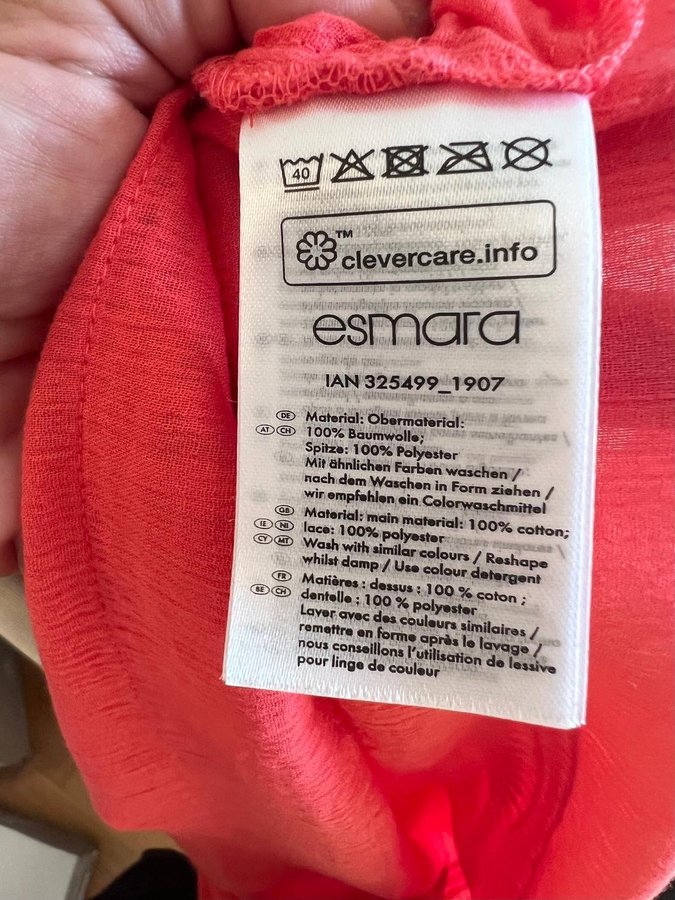 40
™
clevercare.info
esmara
IAN 325499_1907
DE
AT CH
Material: Obermaterial:
100% Baumwolle;
Spitze: 100% Polyester
Mit ähnlichen Farben waschen /
nach dem Waschen in Form ziehen /
wir empfehlen ein Colorwaschmittel
GB
IE NI
CY MT
Material: main material: 100% cotton;
lace: 100% polyester
Wash with similar colours / Reshape
whilst damp / Use colour detergent
FR
BE CH
Matières : dessus : 100 % coton ;
dentelle : 100 % polyester
Laver avec des couleurs similaires /
remettre en forme après le lavage /
nous conseillons l'utilisation de lessive
pour linge de couleur